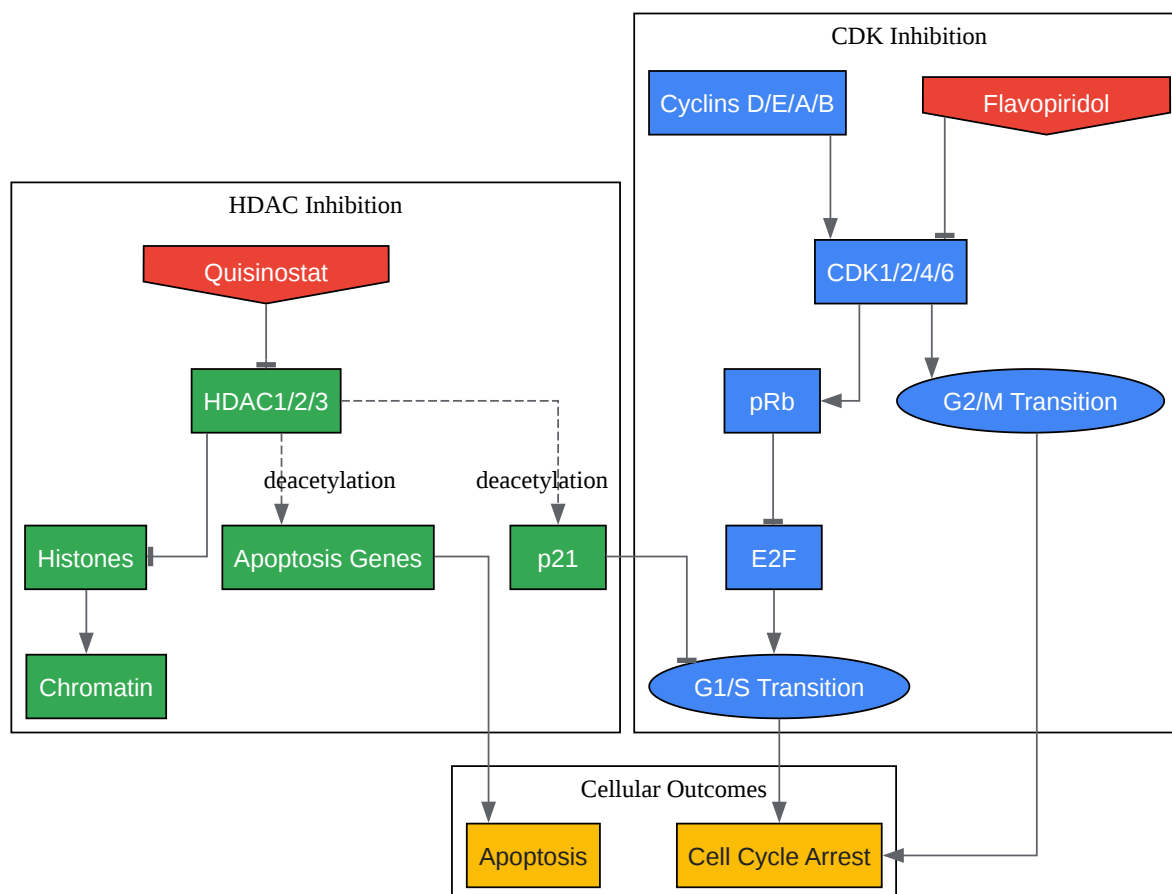 CDK Inhibition
Cyclins D/E/A/B
Flavopiridol
HDAC Inhibition
Quisinostat
CDK1/2/4/6
HDAC1/2/3
pRb
G2/M Transition
deacetylation
deacetylation
Histones
Apoptosis Genes
p21
E2F
Chromatin
G1/S Transition
Cellular Outcomes
Apoptosis
Cell Cycle Arrest